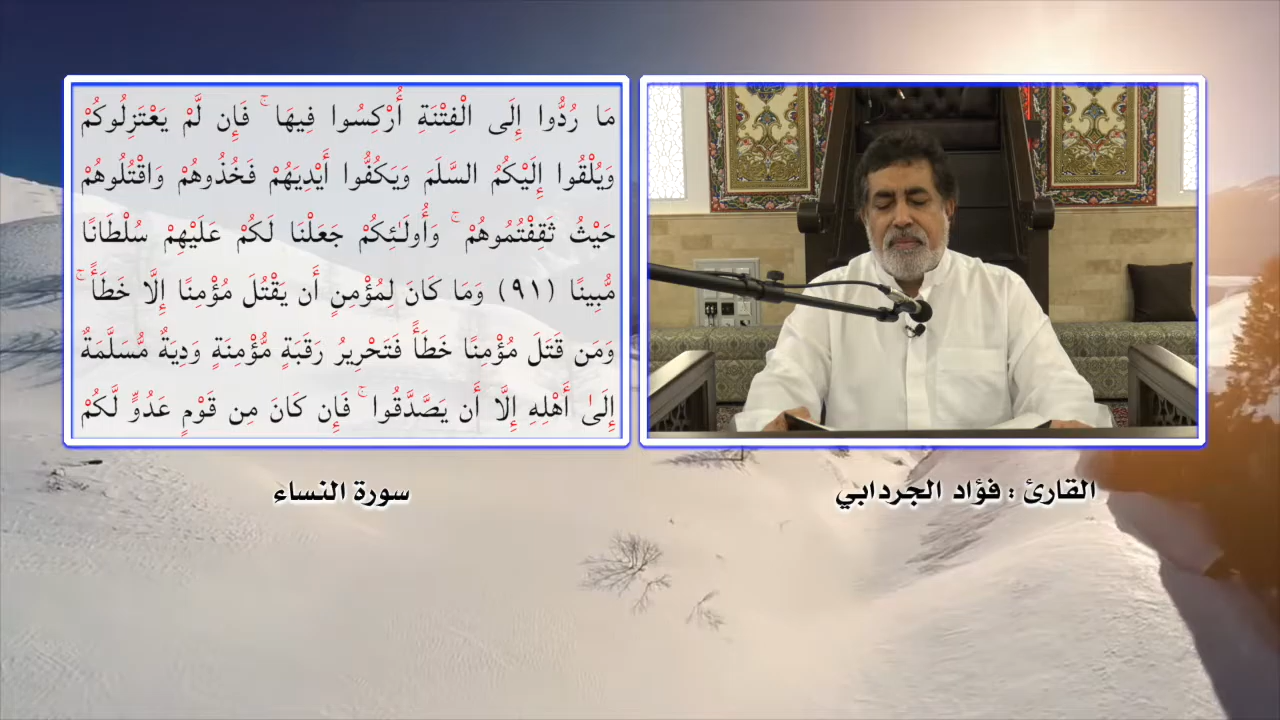 مَا رُدُّوا إِلَى الْفِتْنَةِ أُرْكِسُوا فِيهَا ۚ فَإِن لَّمْ يَعْتَزِلُوكُمْ
وَيُلْقُوا إِلَيْكُمُ السَّلَمَ وَيَكُفُّوا أَيْدِيَهُمْ فَخُذُوهُمْ وَاقْتُلُوهُمْ
حَيْثُ ثَقِفْتُمُوهُمْ ۚ وَأُولَـٰئِكُمْ جَعَلْنَا لَكُمْ عَلَيْهِمْ سُلْطَانًا
مُّبِينًا (٩١) وَمَا كَانَ لِمُؤْمِنٍ أَن يَقْتُلَ مُؤْمِنًا إِلَّا خَطَأً ۚ
وَمَن قَتَلَ مُؤْمِنًا خَطَأً فَتَحْرِيرُ رَقَبَةٍ مُّؤْمِنَةٍ وَدِيَةٌ مُّسَلَّمَةٌ
إِلَىٰ أَهْلِهِ إِلَّا أَن يَصَّدَّقُوا ۚ فَإِن كَانَ مِن قَوْمٍ عَدُوٍّ لَّكُمْ
القارئ : فؤاد الجردابي
سورة النساء